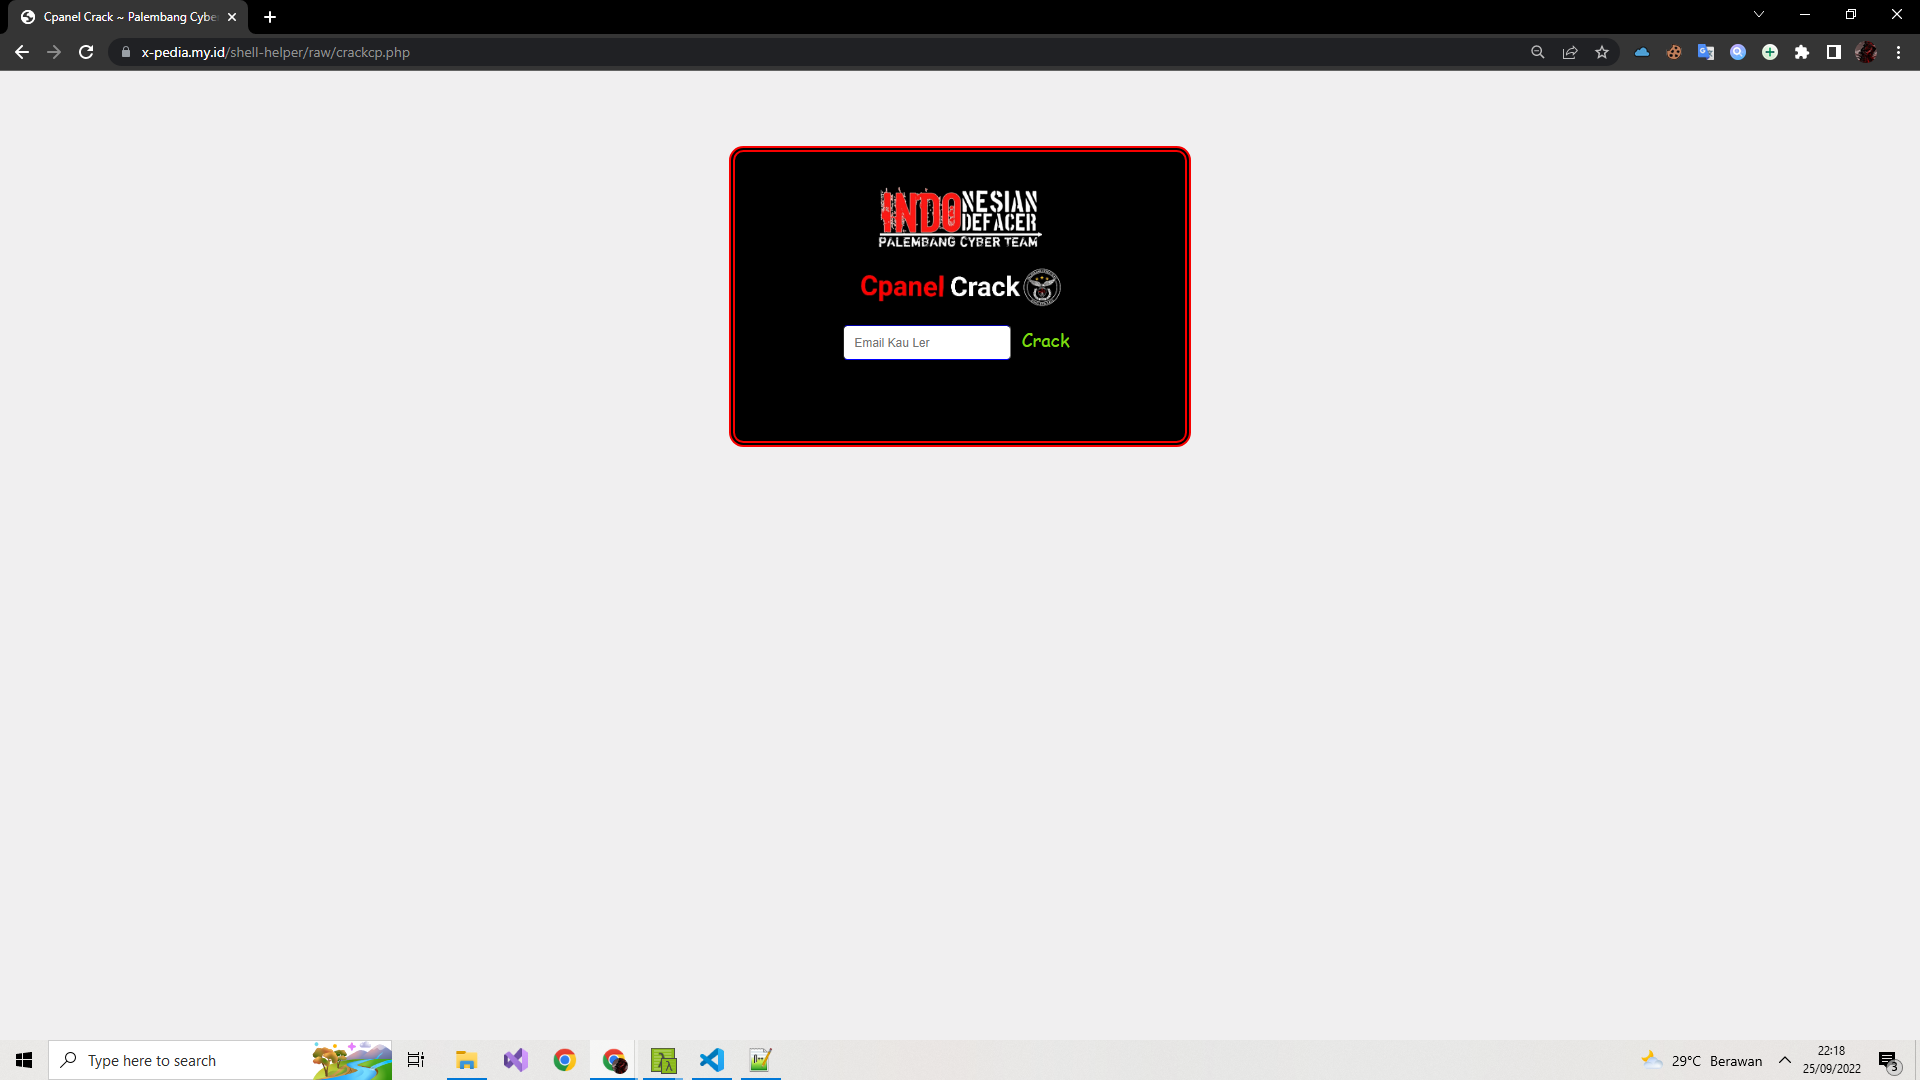 Cpanel Crack ~ Palembang Cybe
x-pedia.my.id/shell-helper/raw/crackcp.php
INDONESIAN
DEFACER
PALEMBANG CYBER TEAM
Cpanel Crack
Email Kau Ler
Crack
Type here to search
29°C Berawan
22:18
25/09/2022
3